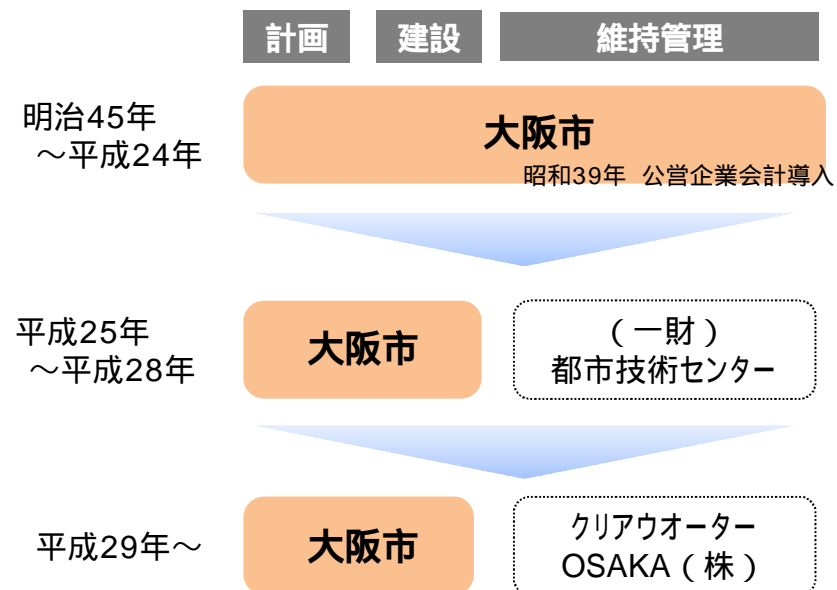 計画 建設 維持管理
明治45年
～平成24年
大阪市
昭和39年 公営企業会計導入
平成25年
～平成28年
大阪市
（一財）
都市技術センター
平成29年～
大阪市
クリアウオーター
OSAKA（株）